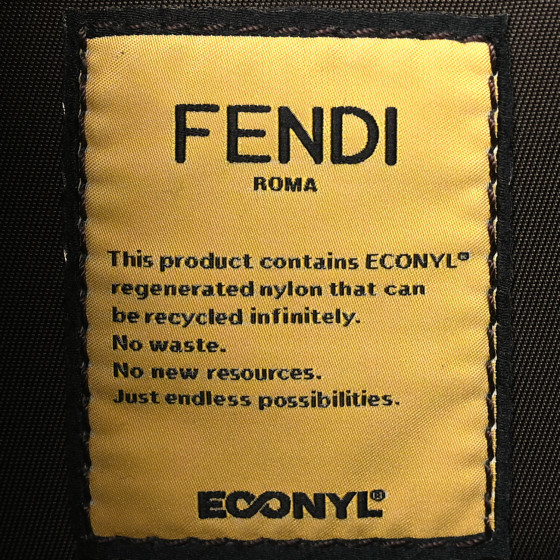 FENDI
ROMA
This product contains ECONYL®
regenerated nylon that can
be recycled infinitely.
No waste.
No new resources.
Just endless possibilities.
ECONYL®